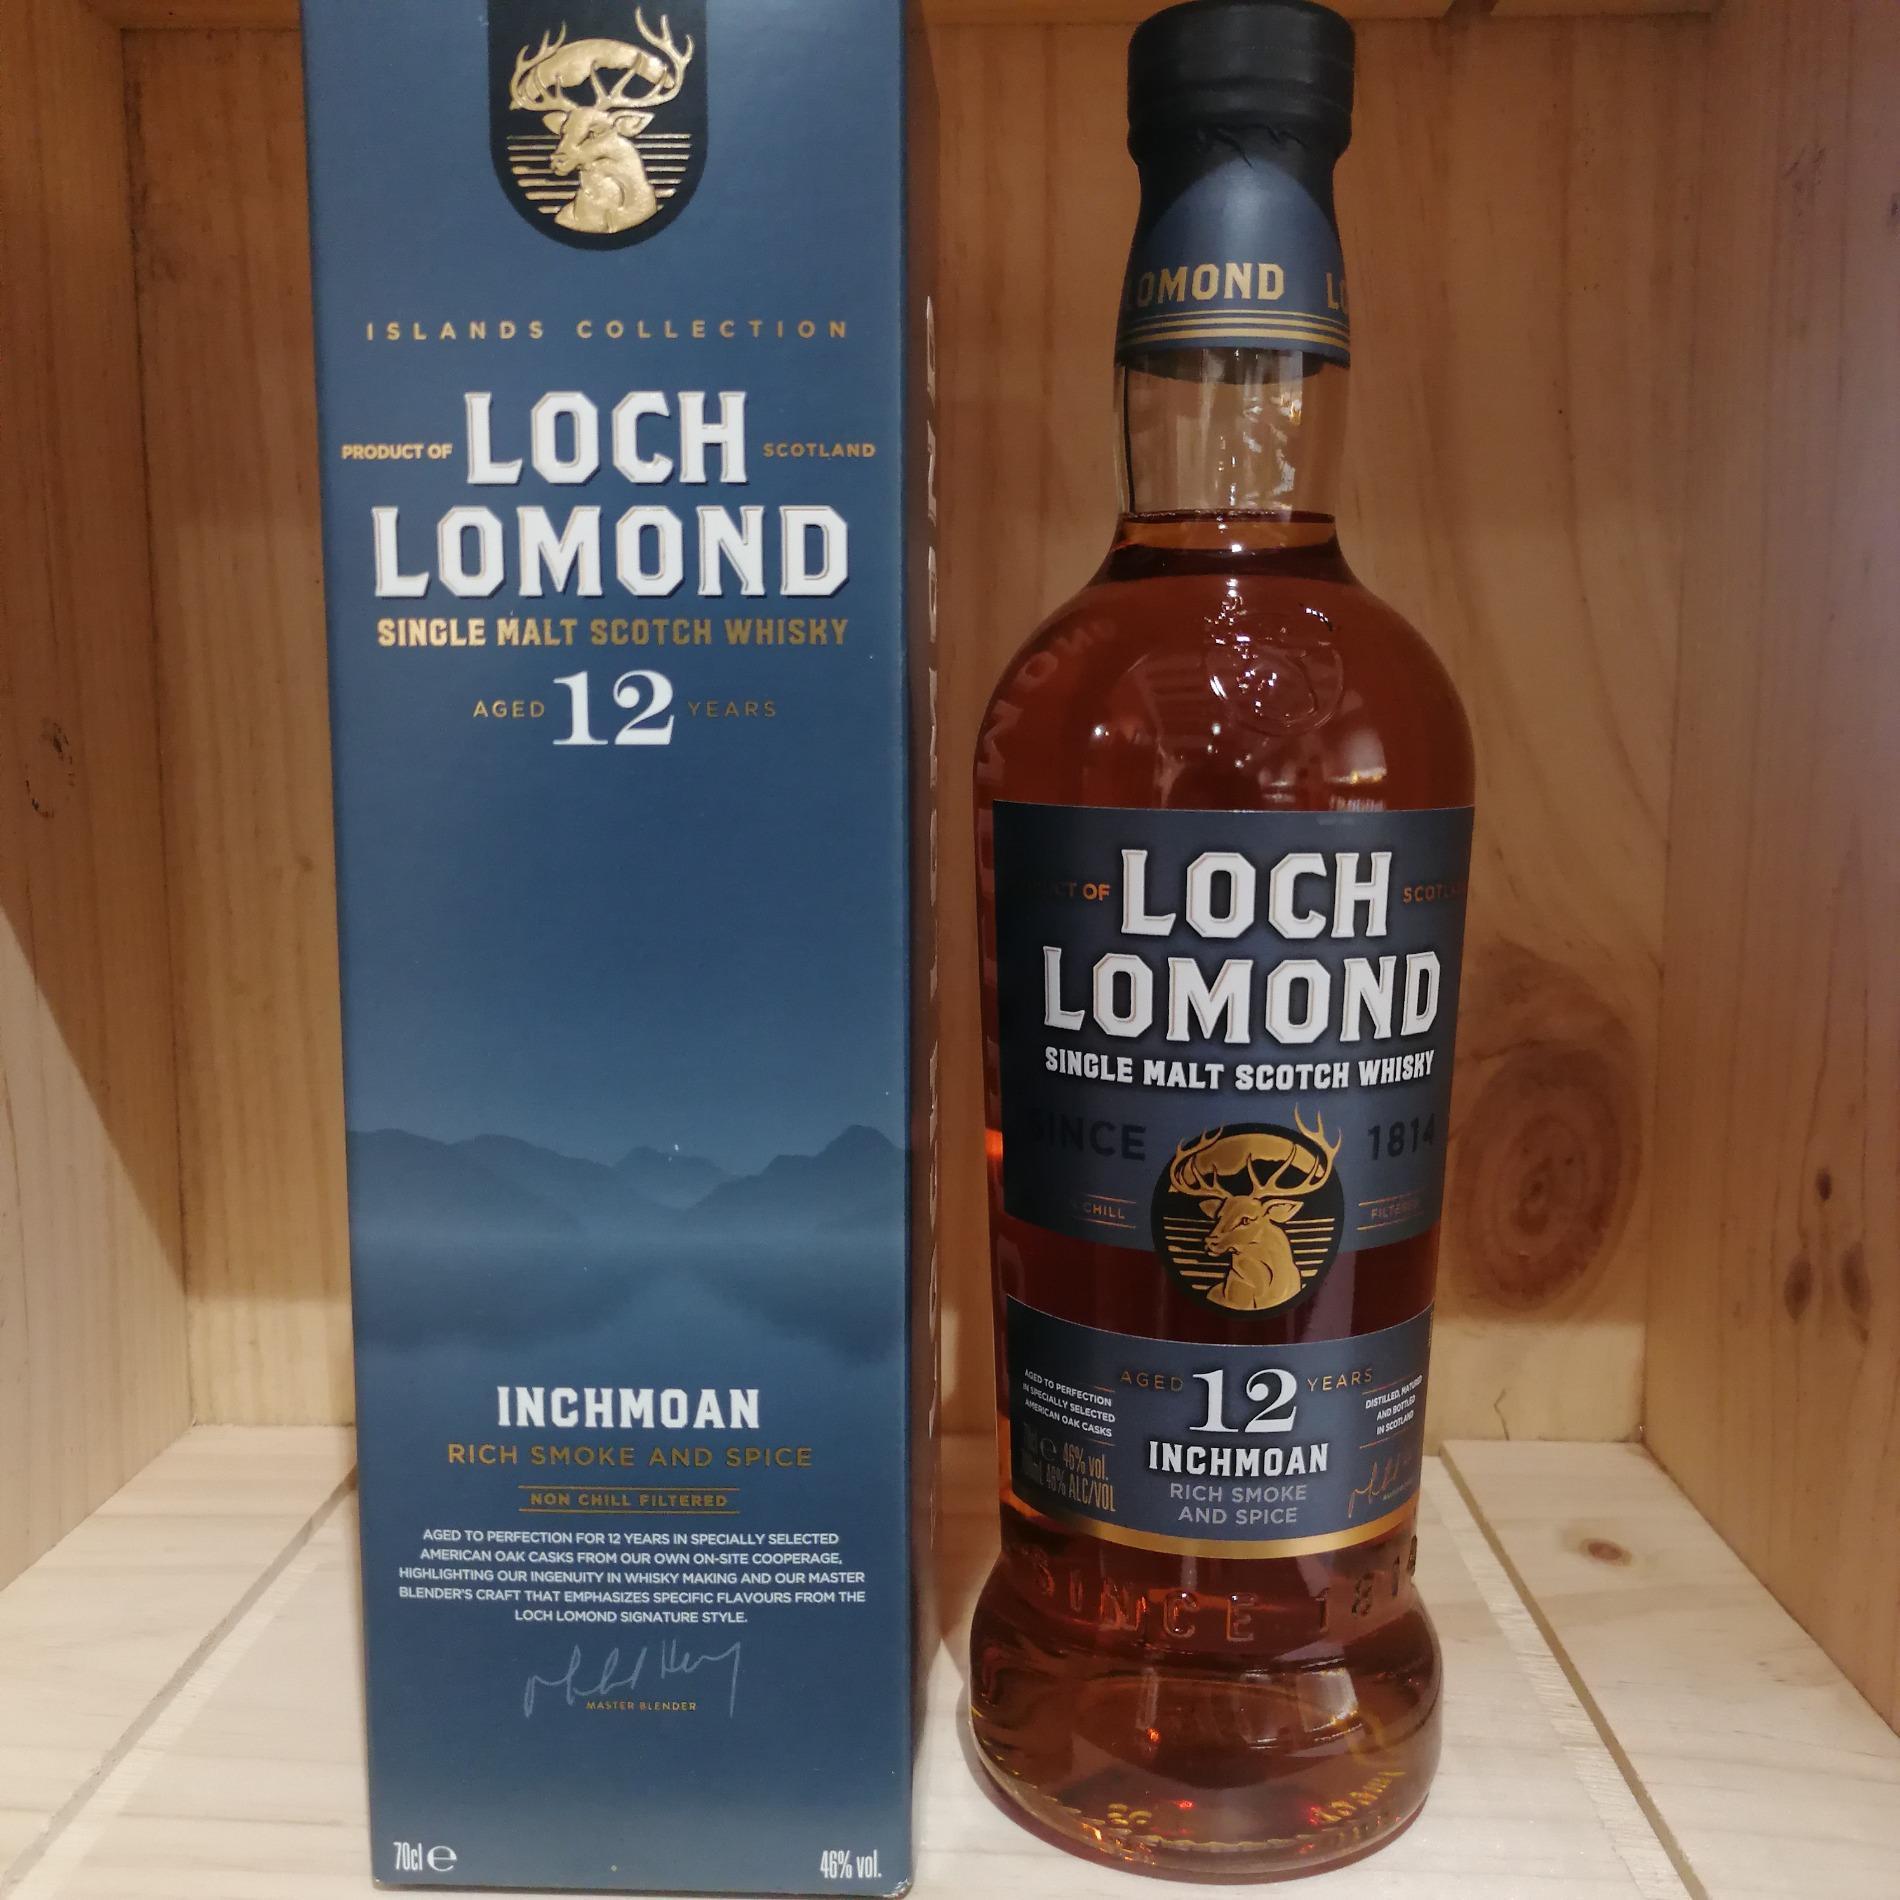 ISLANDS COLLECTION
PRODUCT OF LOCH SCOTLAND
LOMOND
SINGLE MALT SCOTCH WHISKY
AGED 12 YEARS
INCHMOAN
RICH SMOKE AND SPICE
NON CHILL FILTERED
AGED TO PERFECTION FOR 12 YEARS IN SPECIALLY SELECTED
AMERICAN OAK CASKS FROM OUR OWN ON-SITE COOPERAGE,
HIGHLIGHTING OUR INGENUITY IN WHISKY MAKING AND OUR MASTER
BLENDER'S CRAFT THAT EMPHASIZES SPECIFIC FLAVOURS FROM THE
LOCH LOMOND SIGNATURE STYLE.
MASTER BLENDER
70cl e 46% vol.
LOMOND
OF LOCH
LOMOND
SINGLE MALT SCOTCH WHISKY
SINCE 1814
CHILL FILTERED
AGED 12 YEARS
AGED TO PERFECTION
IN SPECIALLY SELECTED
AMERICAN OAK CASKS
DISTILLED, MATURED
AND BOTTLED
IN SCOTLAND
46% vol.
46% ALC/VOL
INCHMOAN
RICH SMOKE
AND SPICE
SINCE 1814